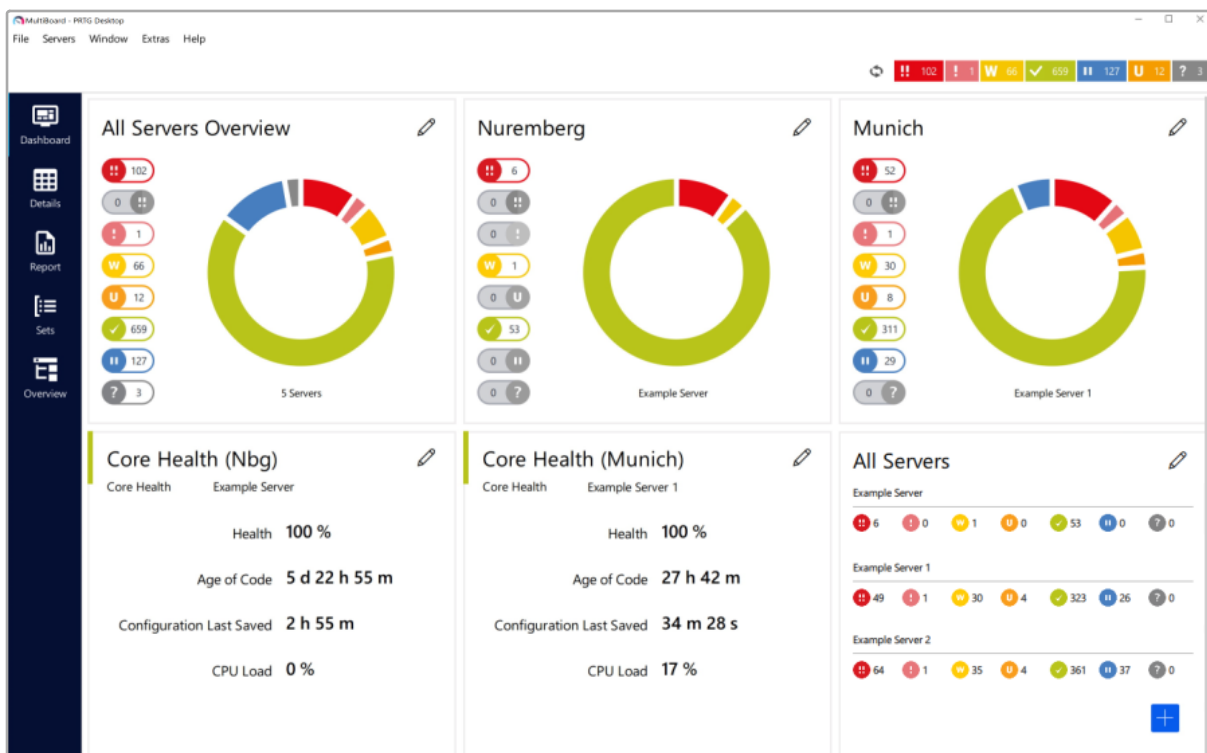 MultiBoard - PRTG Desktop
File Servers Window Extras Help
!! 102 ! 1 W 66 659 127 U 12 ? 3
Dashboard
Details
Report
Sets
Overview
All Servers Overview
!! 102
0 !!
! 1
W 66
U 12
659
127
? 3
5 Servers
Nuremberg
!! 6
0 !!
0 !
W 1
0 U
53
0
0 ?
Example Server
Munich
!! 52
0 !!
! 1
W 30
U 8
311
29
0 ?
Example Server 1
Core Health (Nbg)
Core Health Example Server
Health 100 %
Age of Code 5 d 22 h 55 m
Configuration Last Saved 2 h 55 m
CPU Load 0 %
Core Health (Munich)
Core Health Example Server 1
Health 100 %
Age of Code 27 h 42 m
Configuration Last Saved 34 m 28 s
CPU Load 17 %
All Servers
Example Server
!! 6 ! 0 W 1 U 0 53 0 ? 0
Example Server 1
!! 49 ! 1 W 30 U 4 323 26 ? 0
Example Server 2
!! 64 ! 1 W 35 U 4 361 37 ? 0